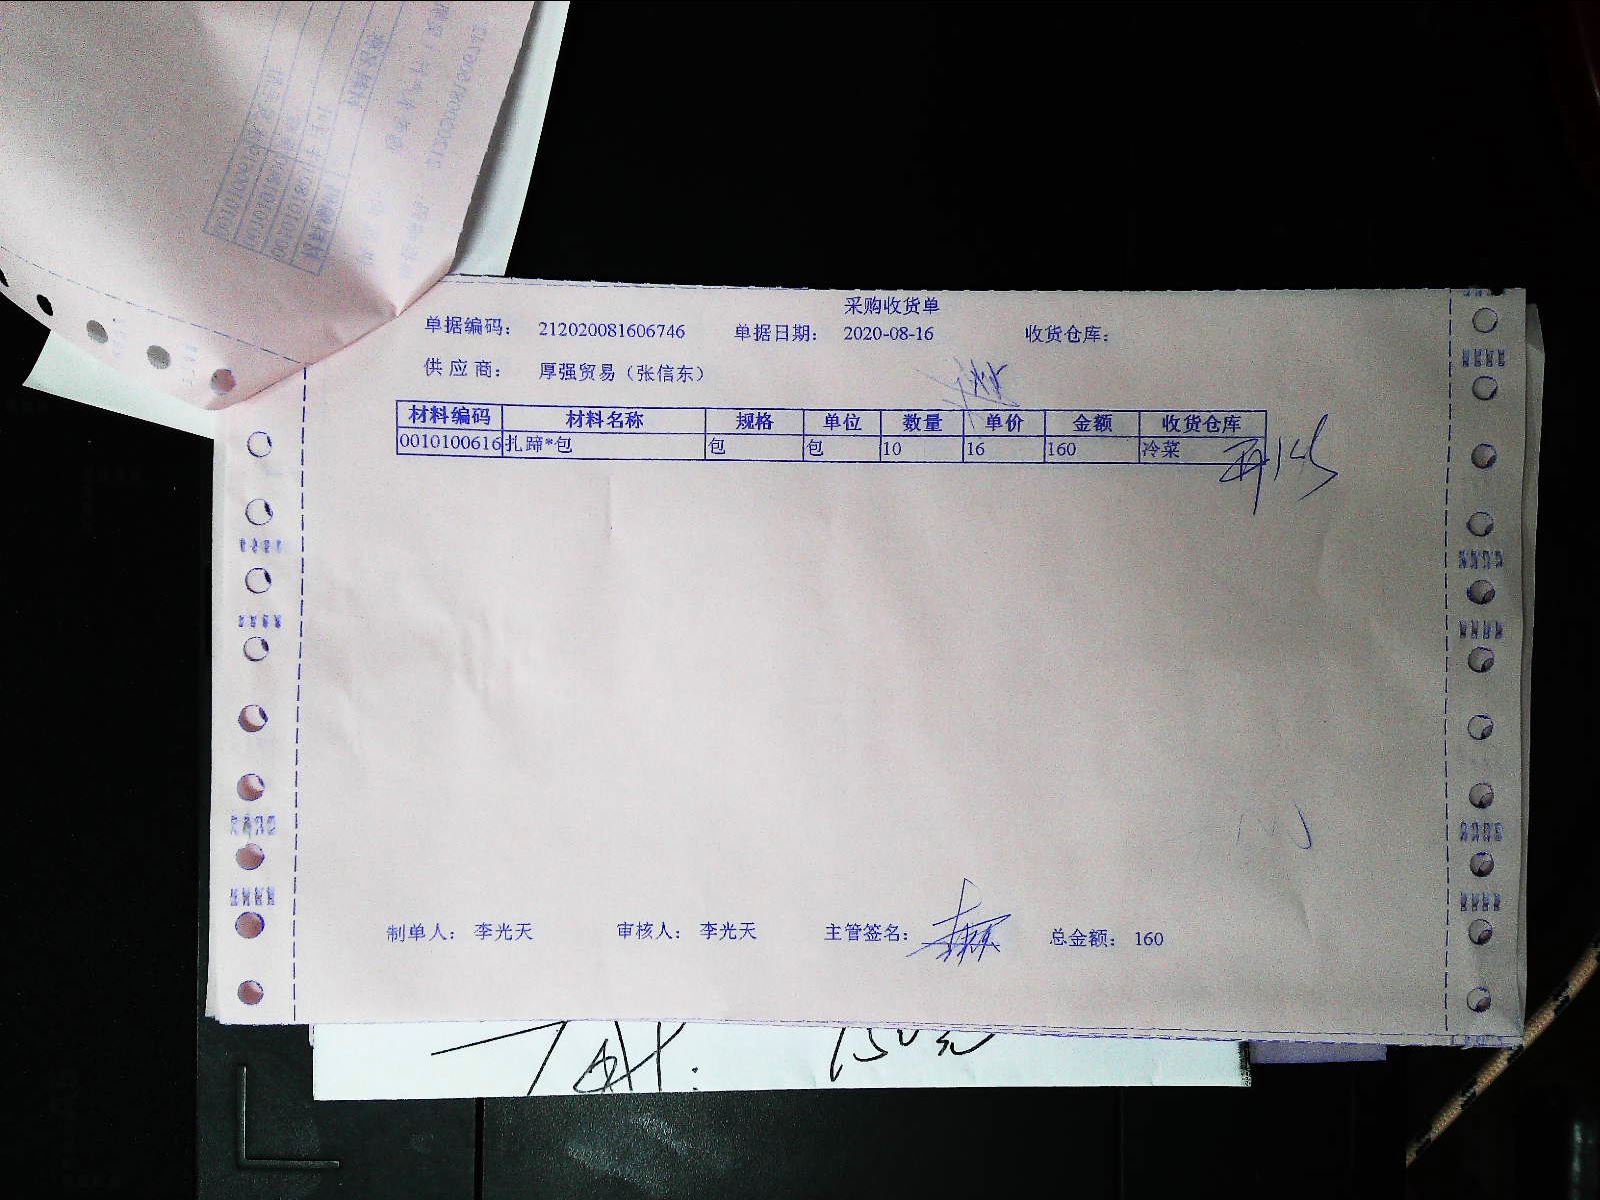 采购收货单
单据编码： 212020081606746 单据日期： 2020-08-16 收货仓库：
供 应 商： 厚强贸易（张信东）
材料编码 材料名称 规格 单位 数量 单价 金额 收货仓库
0010100616 扎蹄*包 包 包 10 16 160 冷菜
制单人： 李光天 审核人： 李光天 主管签名： 总金额： 160